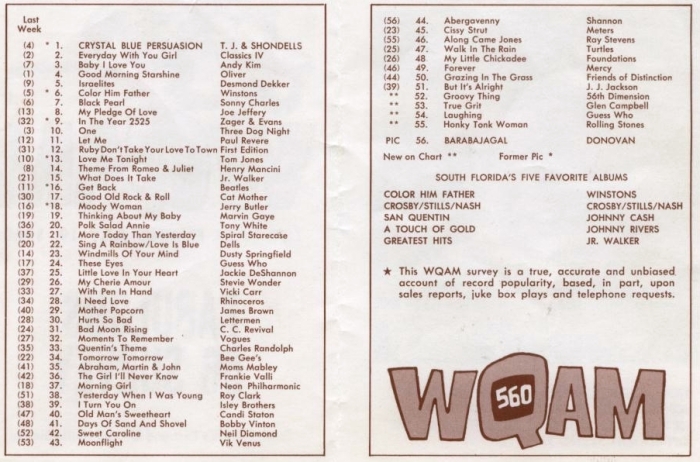 Last
Week
(4) * 1. CRYSTAL BLUE PERSUASION T. J. & SHONDELLS
(2) 2. Everyday With You Girl Classics IV
(7) 3. Baby I Love You Andy Kim
(1) 4. Good Morning Starshine Oliver
(9) 5. Israelites Desmond Dekker
(5) * 6. Color Him Father Winstons
(6) 7. Black Pearl Sonny Charles
(13) 8. My Pledge Of Love Joe Jeffery
(32) * 9. In The Year 2525 Zager & Evans
(3) 10. One Three Dog Night
(12) 11. Let Me Paul Revere
(31) 12. Ruby Don't Take Your Love To Town First Edition
(10) *13. Love Me Tonight Tom Jones
(8) 14. Theme From Romeo & Juliet Henry Mancini
(21) 15. What Does It Take Jr. Walker
(11) *16. Get Back Beatles
(30) 17. Good Old Rock & Roll Cat Mother
(16) *18. Moody Woman Jerry Butler
(19) 19. Thinking About My Baby Marvin Gaye
(36) 20. Polk Salad Annie Tony White
(15) 21. More Today Than Yesterday Spiral Starecase
(20) 22. Sing A Rainbow/Love Is Blue Dells
(14) 23. Windmills Of Your Mind Dusty Springfield
(17) 24. These Eyes Guess Who
(37) 25. Little Love In Your Heart Jackie DeShannon
(29) 26. My Cherie Amour Stevie Wonder
(33) 27. With Pen In Hand Vicki Carr
(34) 28. I Need Love Rhinoceros
(40) 29. Mother Popcorn James Brown
(28) 30. Hurts So Bad Lettermen
(24) 31. Bad Moon Rising C. C. Revival
(27) 32. Moments To Remember Vogues
(35) 33. Quentin's Theme Charles Randolph
(22) 34. Tomorrow Tomorrow Bee Gee's
(41) 35. Abraham, Martin & John Moms Mabley
(42) 36. The Girl I'll Never Know Frankie Valli
(18) 37. Morning Girl Neon Philharmonic
(51) 38. Yesterday When I Was Young Roy Clark
(38) 39. I Turn You On Isley Brothers
(47) 40. Old Man's Sweetheart Candi Staton
(48) 41. Days Of Sand And Shovel Bobby Vinton
(52) 42. Sweet Caroline Neil Diamond
(53) 43. Moonflight Vik Venus
(56) 44. Abergavenny Shannon
(23) 45. Cissy Strut Meters
(55) 46. Along Came Jones Ray Stevens
(25) 47. Walk In The Rain Turtles
(26) 48. My Little Chickadee Foundations
(46) 49. Forever Mercy
(44) 50. Grazing In The Grass Friends of Distinction
(39) 51. But It's Alright J. J. Jackson
** 52. Groovy Thing 56th Dimension
** 53. True Grit Glen Campbell
** 54. Laughing Guess Who
** 55. Honky Tonk Woman Rolling Stones
PIC 56. BARABAJAGAL DONOVAN
New on Chart ** Former Pic *
SOUTH FLORIDA'S FIVE FAVORITE ALBUMS
COLOR HIM FATHER WINSTONS
CROSBY/STILLS/NASH CROSBY/STILLS/NASH
SAN QUENTIN JOHNNY CASH
A TOUCH OF GOLD JOHNNY RIVERS
GREATEST HITS JR. WALKER
★ This WQAM survey is a true, accurate and unbiased
account of record popularity, based, in part, upon
sales reports, juke box plays and telephone requests.
WQAM
560